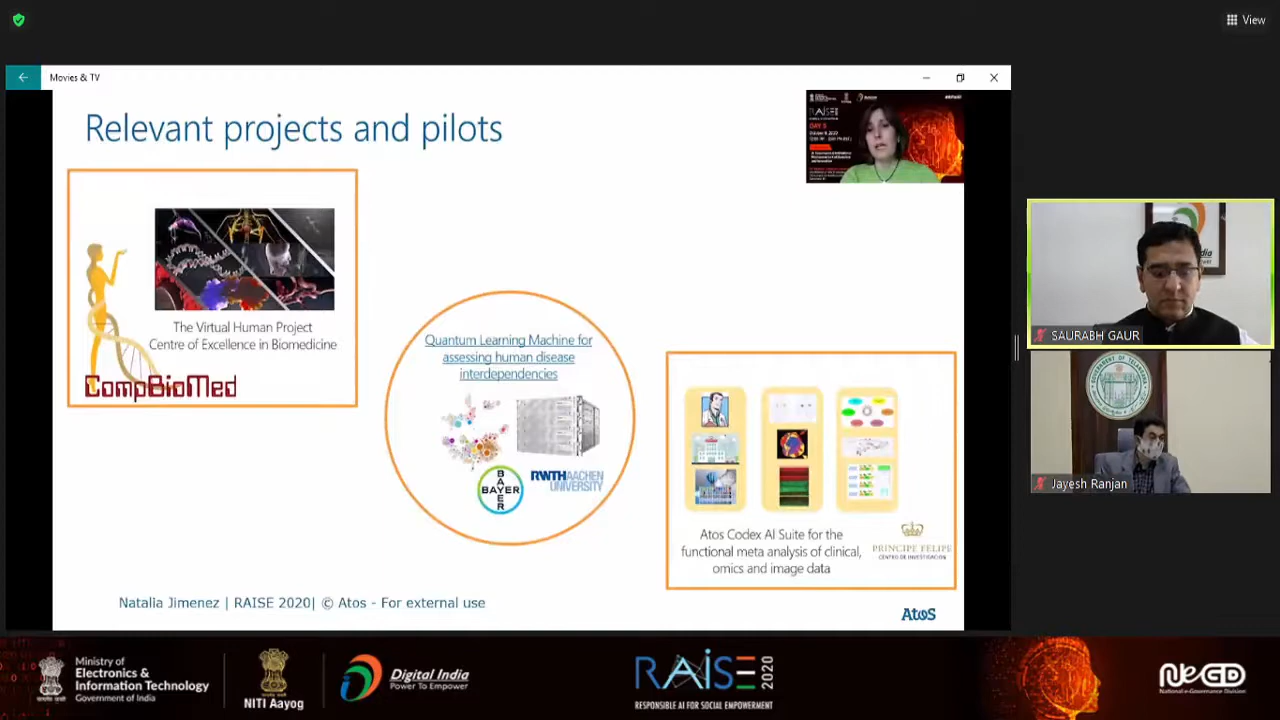 View
Movies & TV
Relevant projects and pilots
RAISE
The Virtual Human Project
Centre of Excellence in Biomedicine
CompBioMed
Quantum Learning Machine for
assessing human disease
interdependencies
BAYER
BAYER
RWTH AACHEN
UNIVERSITY
Atos Codex AI Suite for the
functional meta analysis of clinical,
omics and image data
PRINCIPE FELIPE
CENTRO DE INVESTIGACION
Natalia Jimenez | RAISE 2020| © Atos - For external use
Atos
SAURABH GAUR
Jayesh Ranjan
Ministry of
Electronics &
Information Technology
Government of India
NITI Aayog
Digital India
Power To Empower
RAISE 2020
RESPONSIBLE AI FOR SOCIAL EMPOWERMENT
NeGD
National e-Governance Division